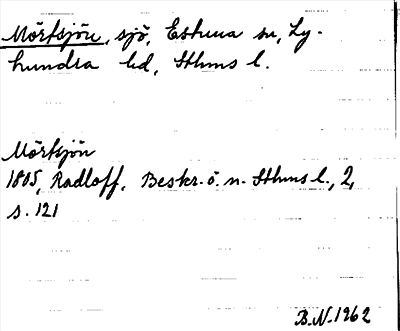 Mörtsjön, sjö, Estuna sn, Ly-
hundra hd, Sthms l.
Mörtsjön
1805, Radloff. Beskr. ö. n. Sthms l., 2,
s. 121
B.N. 1962